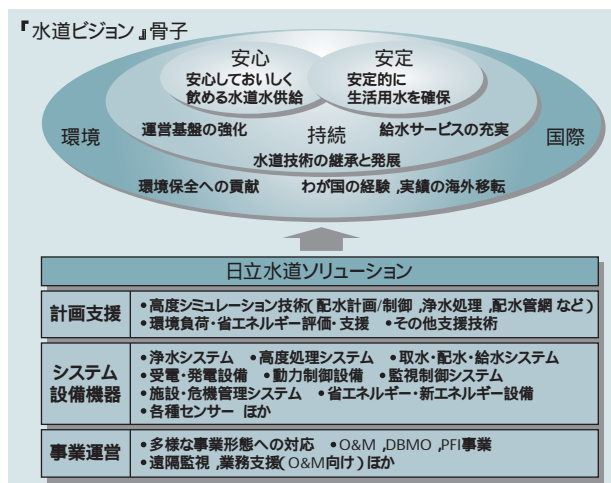 『水道ビジョン』骨子
安心
安定
安心しておいしく
飲める水道水供給
安定的に
生活用水を確保
環境
運営基盤の強化
持続
給水サービスの充実
国際
水道技術の継承と発展
環境保全への貢献
わが国の経験,実績の海外移転
日立水道ソリューション
計画支援
•高度シミュレーション技術(配水計画/制御,浄水処理,配水管網など)
•環境負荷・省エネルギー評価・支援 •その他支援技術
システム
設備機器
•浄水システム •高度処理システム •取水・配水・給水システム
•受電・発電設備 •動力制御設備 •監視制御システム
•施設・危機管理システム •省エネルギー・新エネルギー設備
•各種センサー ほか
事業運営
•多様な事業形態への対応 •O&M,DBMO,PFI事業
•遠隔監視,業務支援(O&M向け)ほか